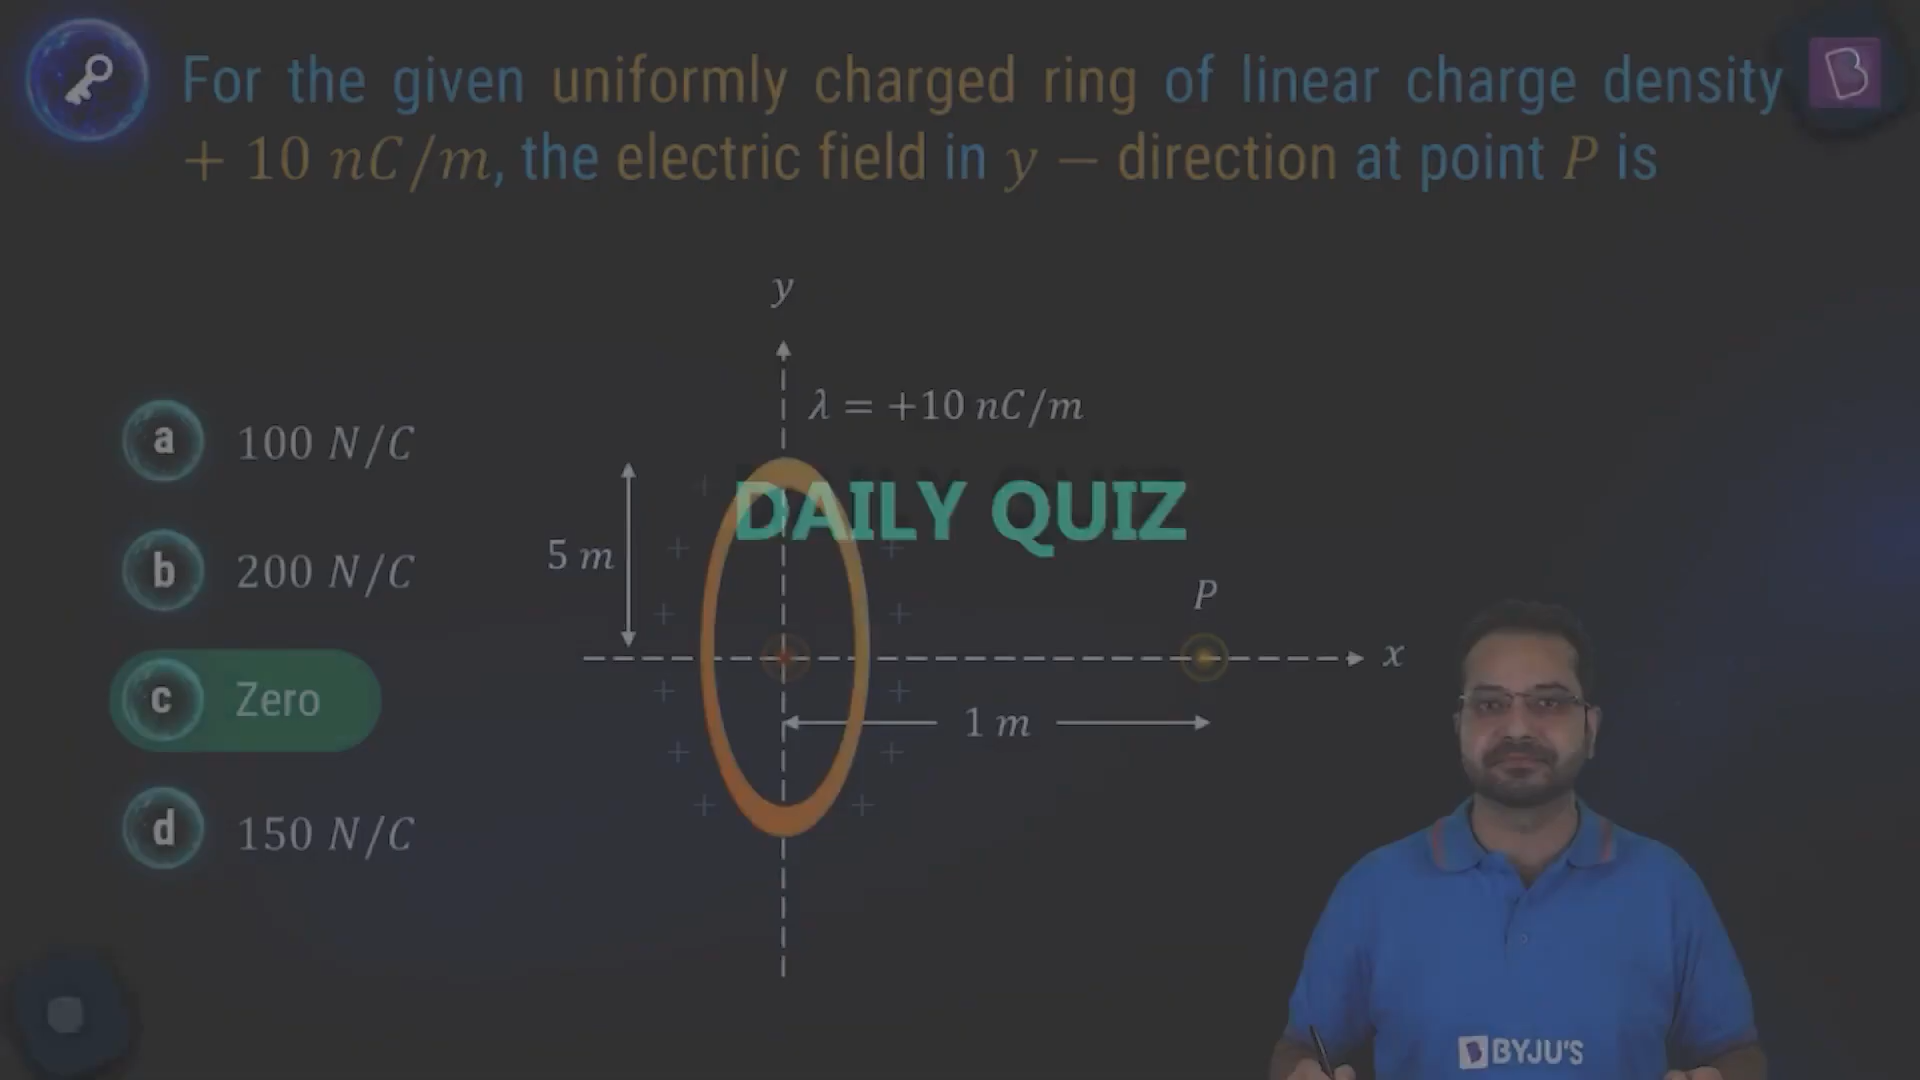 For the given uniformly charged ring of linear charge density
+ 10 nC/m, the electric field in y − direction at point P is
y
λ = +10 nC/m
a 100 N/C
DAILY QUIZ
5 m
b 200 N/C
P
x
c Zero
1 m
d 150 N/C
BYJU'S